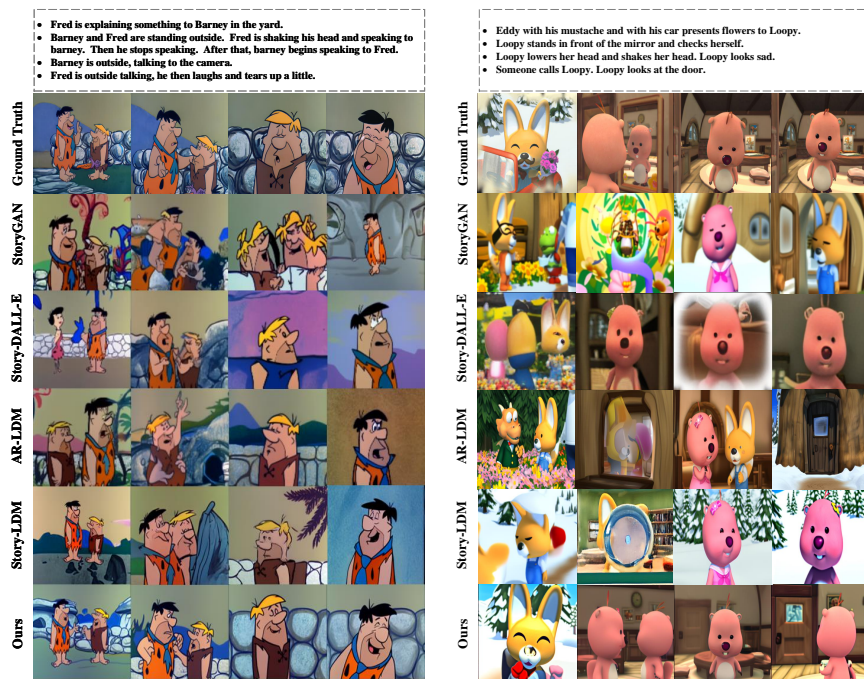 • Fred is explaining something to Barney in the yard.
• Barney and Fred are standing outside. Fred is shaking his head and speaking to
barney. Then he stops speaking. After that, barney begins speaking to Fred.
• Barney is outside, talking to the camera.
• Fred is outside talking, he then laughs and tears up a little.
• Eddy with his mustache and with his car presents flowers to Loopy.
• Loopy stands in front of the mirror and checks herself.
• Loopy lowers her head and shakes her head. Loopy looks sad.
• Someone calls Loopy. Loopy looks at the door.
Ground Truth
StoryGAN
Story-DALL-E
AR-LDM
Story-LDM
Ours
Ground Truth
StoryGAN
Story-DALL-E
AR-LDM
Story-LDM
Ours